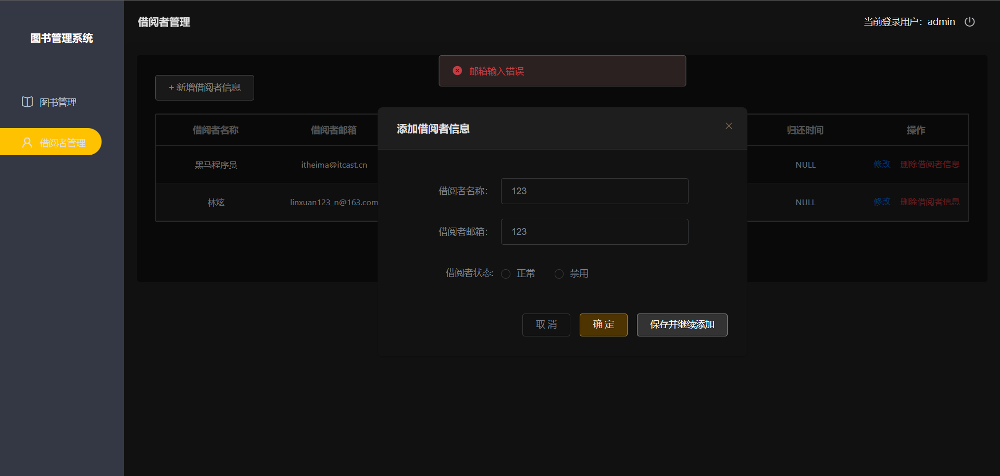 图书管理系统
图书管理
借阅者管理
借阅者管理
当前登录用户：admin
邮箱输入错误
+ 新增借阅者信息
借阅者名称 借阅者邮箱 归还时间 操作
黑马程序员 itheima@itcast.cn NULL 修改 删除借阅者信息
林炫 linxuan123_n@163.com NULL 修改 删除借阅者信息
添加借阅者信息
借阅者名称： 123
借阅者邮箱： 123
借阅者状态: 正常 禁用
取 消 确 定 保存并继续添加